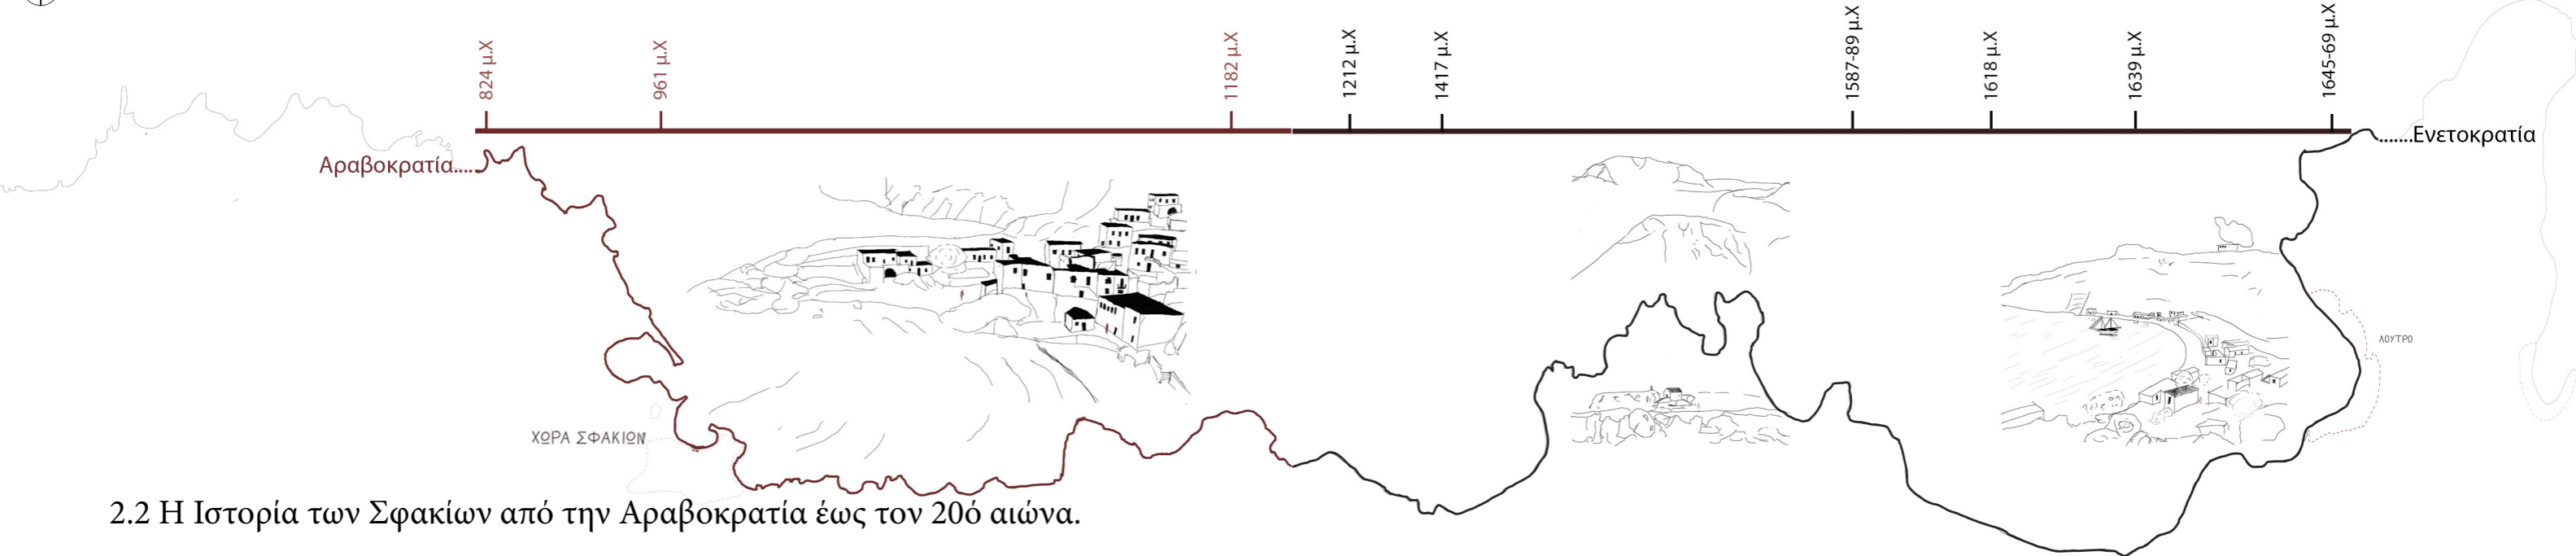 824 μ.Χ
961 μ.Χ
1182 μ.Χ
1212 μ.Χ
1417 μ.Χ
1587-89 μ.Χ
1618 μ.Χ
1639 μ.Χ
1645-69 μ.Χ
Αραβοκρατία....
.......Ενετοκρατία
ΛΟΥΤΡΟ
ΧΩΡΑ ΣΦΑΚΙΩΝ
2.2 Η Ιστορία των Σφακίων από την Αραβοκρατία έως τον 20ό αιώνα.